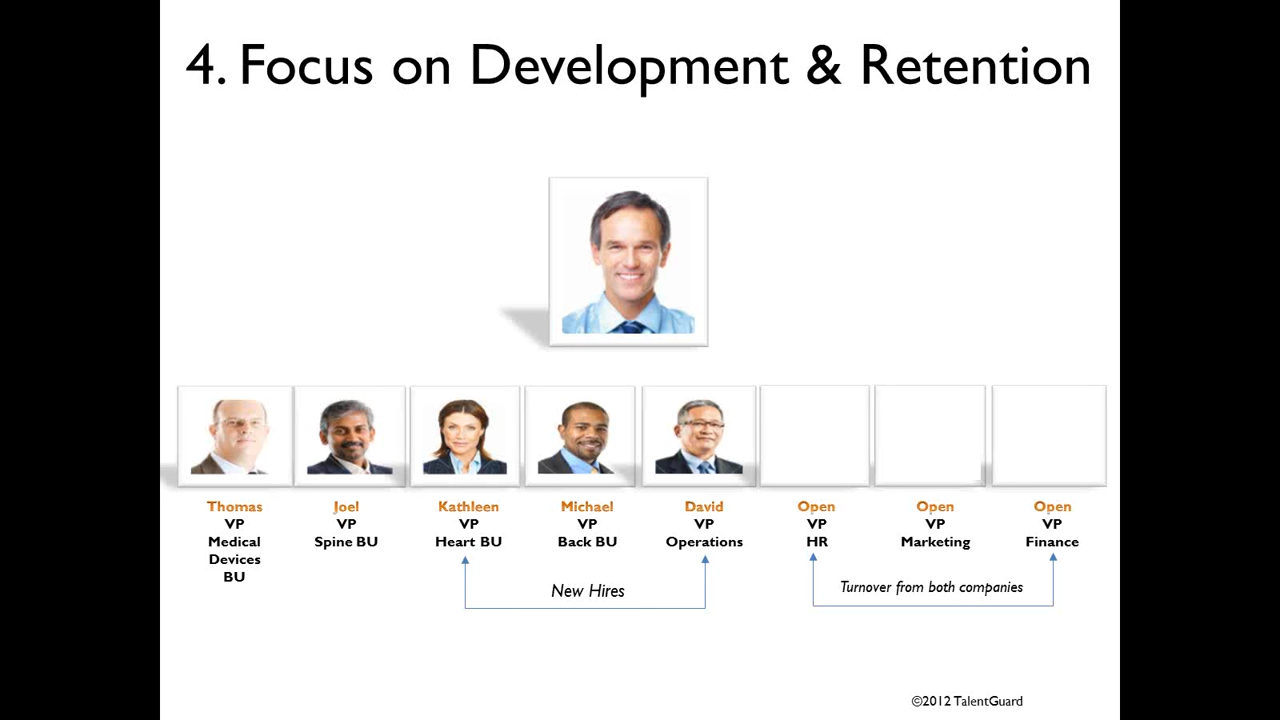 4. Focus on Development & Retention
Thomas
VP
Medical
Devices
BU
Joel
VP
Spine BU
Kathleen
VP
Heart BU
Michael
VP
Back BU
David
VP
Operations
Open
VP
HR
Open
VP
Marketing
Open
VP
Finance
New Hires
Turnover from both companies
©2012 TalentGuard